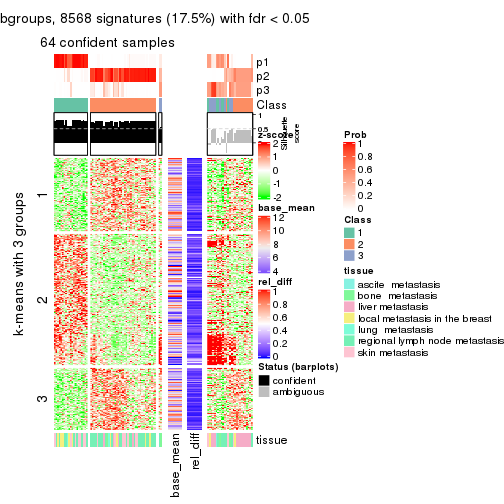 bgroups, 8568 signatures (17.5%) with fdr < 0.05
64 confident samples
p1
p2
p3
Class
1
0.5
0
Silhouette score
k-means with 3 groups
1
2
3
tissue
base_mean
rel_diff
z-score
2
1
0
-1
-2
base_mean
12
10
8
6
4
rel_diff
1
0.8
0.6
0.4
0.2
0
Status (barplots)
confident
ambiguous
Prob
1
0.8
0.6
0.4
0.2
0
Class
1
2
3
tissue
ascite metastasis
bone metastasis
liver metastasis
local metastasis in the breast
lung metastasis
regional lymph node metastasis
skin metastasis